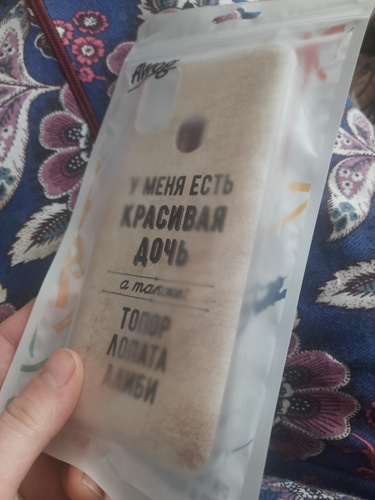 У МЕНЯ ЕСТЬ
КРАСИВАЯ
ДОЧЬ
а также:
ТОПОР
ЛОПАТА
АЛИБИ